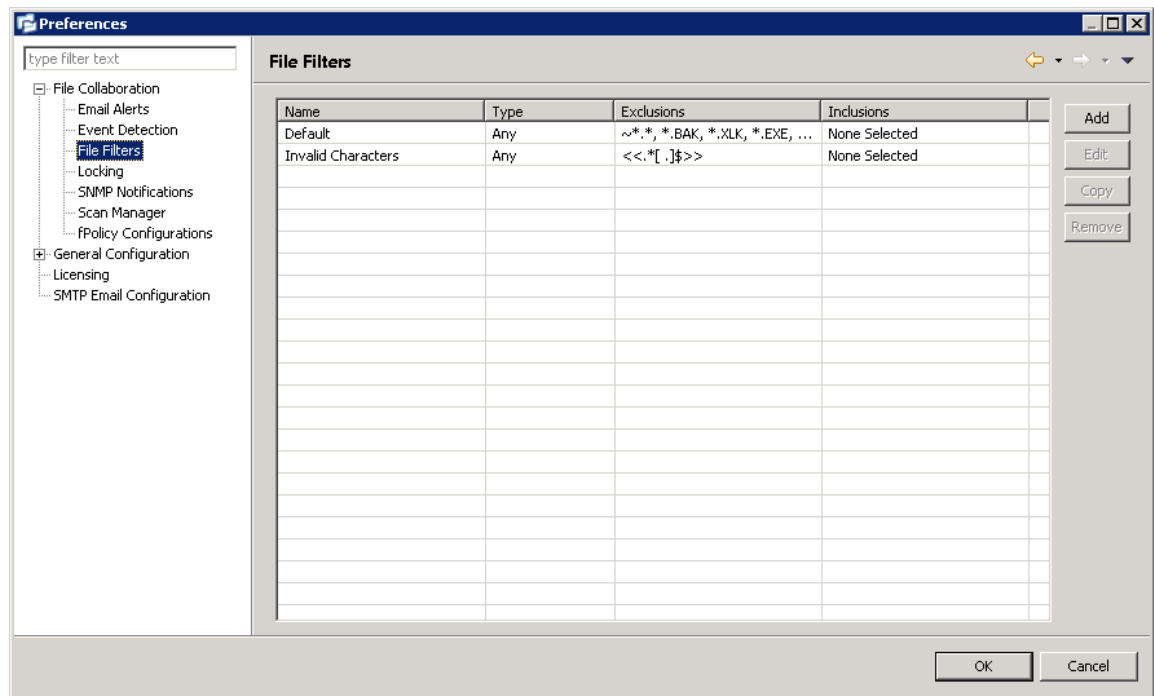 Preferences
type filter text
File Collaboration
Email Alerts
Event Detection
File Filters
Locking
SNMP Notifications
Scan Manager
fPolicy Configurations
General Configuration
Licensing
SMTP Email Configuration
File Filters
Name Type Exclusions Inclusions
Default Any ~*.*, *.BAK, *.XLK, *.EXE, ... None Selected
Invalid Characters Any <<.*[ .]$>> None Selected
Add
Edit
Copy
Remove
OK Cancel